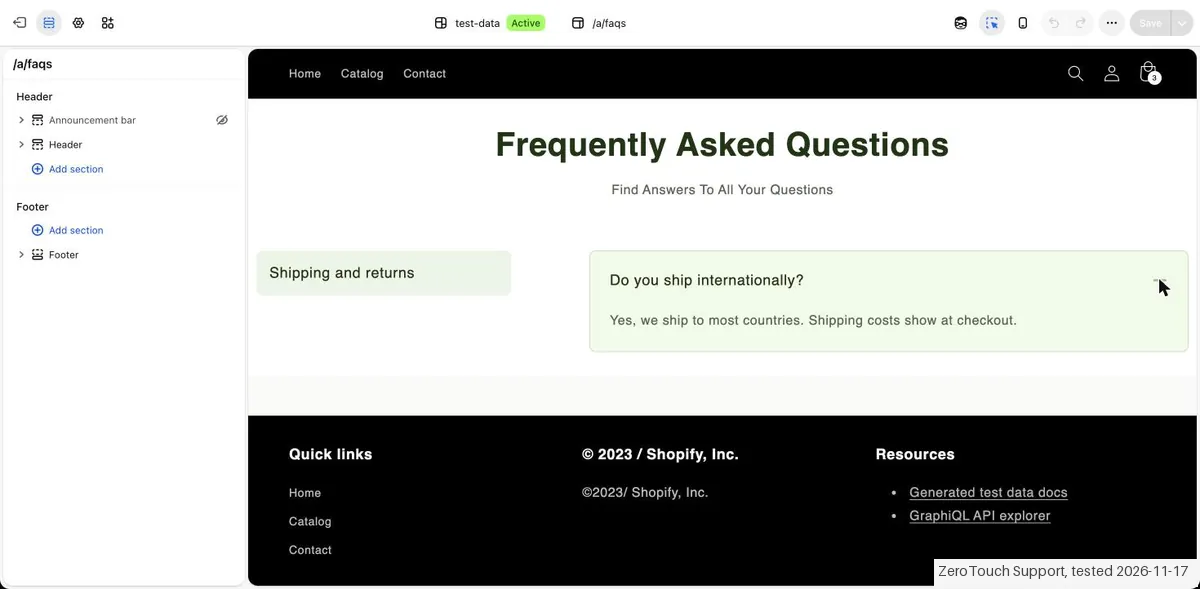 test-data Active /a/faqs Save
/a/faqs
Header
Announcement bar
Header
Add section
Footer
Add section
Footer
Home Catalog Contact
3
Frequently Asked Questions
Find Answers To All Your Questions
Shipping and returns
Do you ship internationally?
Yes, we ship to most countries. Shipping costs show at checkout.
Quick links
Home
Catalog
Contact
© 2023 / Shopify, Inc.
©2023/ Shopify, Inc.
Resources
Generated test data docs
GraphiQL API explorer
ZeroTouch Support, tested 2026-11-17